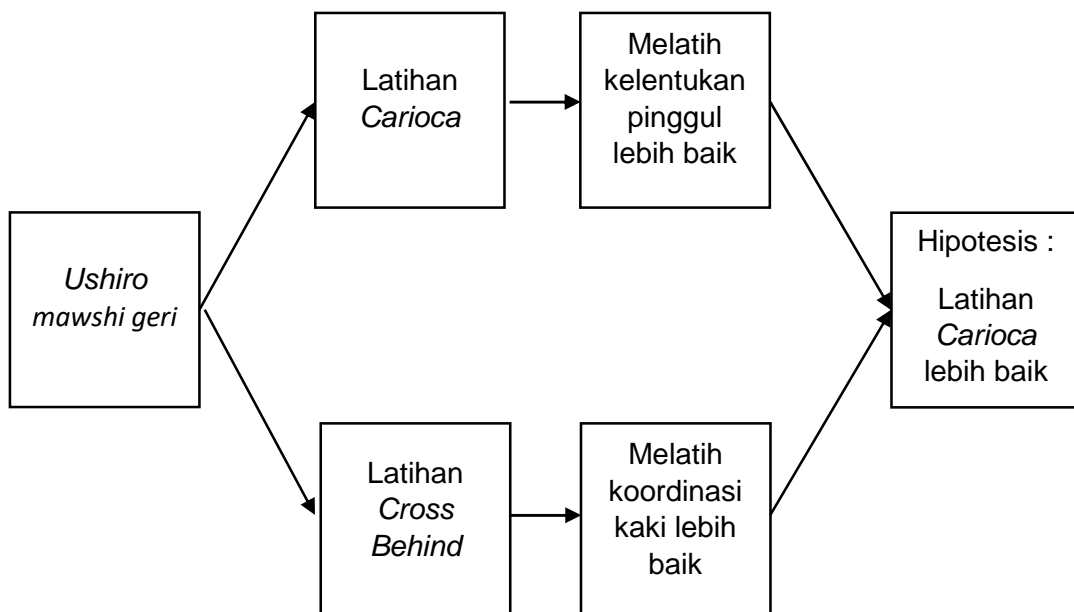 Latihan
Carioca
Melatih
kelentukan
pinggul
lebih baik
Ushiro
mawshi geri
Hipotesis :
Latihan
Carioca
lebih baik
Latihan
Cross
Behind
Melatih
koordinasi
kaki lebih
baik